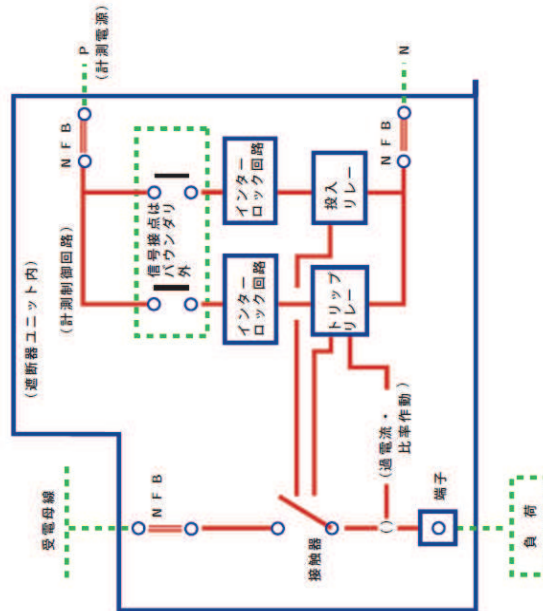 受電母線
(遮断器ユニット内)
(計測制御回路)
NFB
P
(計測電源)
NFB
信号接点は
バウンダリ
外
インター
ロック回路
インター
ロック回路
トリップ
リレー
投入
リレー
NFB
N
接触器
(過電流・
比率作動)
()
端子
負荷